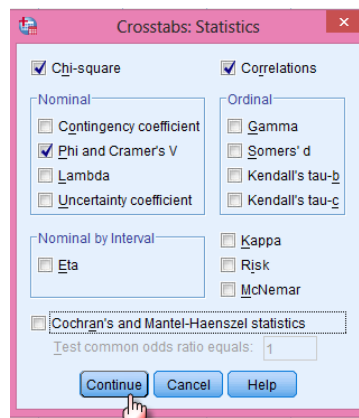 Crosstabs: Statistics
x
Chi-square
Correlations
Nominal
Contingency coefficient
Phi and Cramer's V
Lambda
Uncertainty coefficient
Ordinal
Gamma
Somers' d
Kendall's tau-b
Kendall's tau-c
Nominal by Interval
Eta
Kappa
Risk
McNemar
Cochran's and Mantel-Haenszel statistics
Test common odds ratio equals: 1
Continue Cancel Help